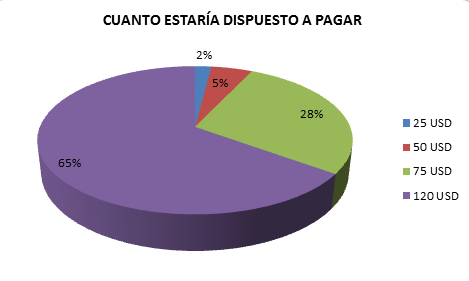 CUANTO ESTARÍA DISPUESTO A PAGAR
2%
5%
28%
65%
25 USD
50 USD
75 USD
120 USD